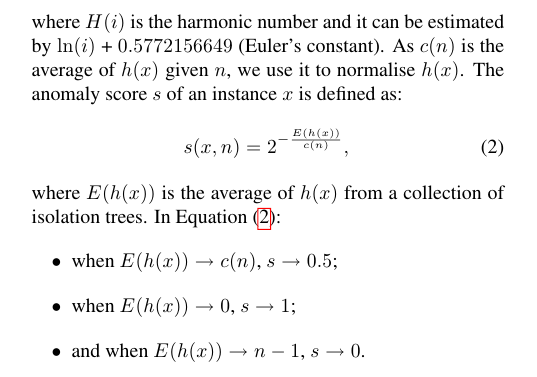 where H(i) is the harmonic number and it can be estimated
by ln(i) + 0.5772156649 (Euler's constant). As c(n) is the
average of h(x) given n, we use it to normalise h(x). The
anomaly score s of an instance x is defined as:
s(x, n) = 2^{-\frac{E(h(x))}{c(n)}}, (2)
where E(h(x)) is the average of h(x) from a collection of
isolation trees. In Equation (2):
• when E(h(x)) → c(n), s → 0.5;
• when E(h(x)) → 0, s → 1;
• and when E(h(x)) → n − 1, s → 0.